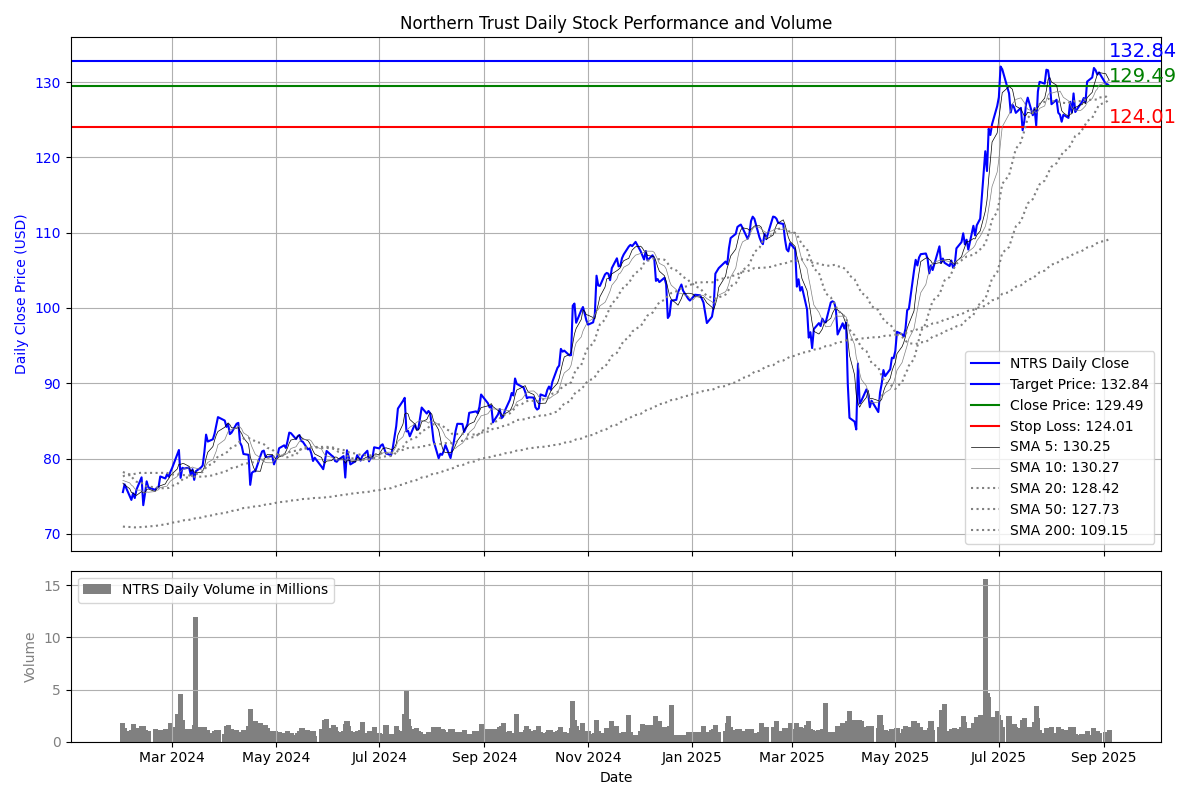 Northern Trust Daily Stock Performance and Volume
Daily Close Price (USD)
130
120
110
100
90
80
70
132.84
129.49
124.01
NTRS Daily Close
Target Price: 132.84
Close Price: 129.49
Stop Loss: 124.01
SMA 5: 130.25
SMA 10: 130.27
SMA 20: 128.42
SMA 50: 127.73
SMA 200: 109.15
Volume
15
10
5
0
NTRS Daily Volume in Millions
Mar 2024 May 2024 Jul 2024 Sep 2024 Nov 2024 Jan 2025 Mar 2025 May 2025 Jul 2025 Sep 2025
Date